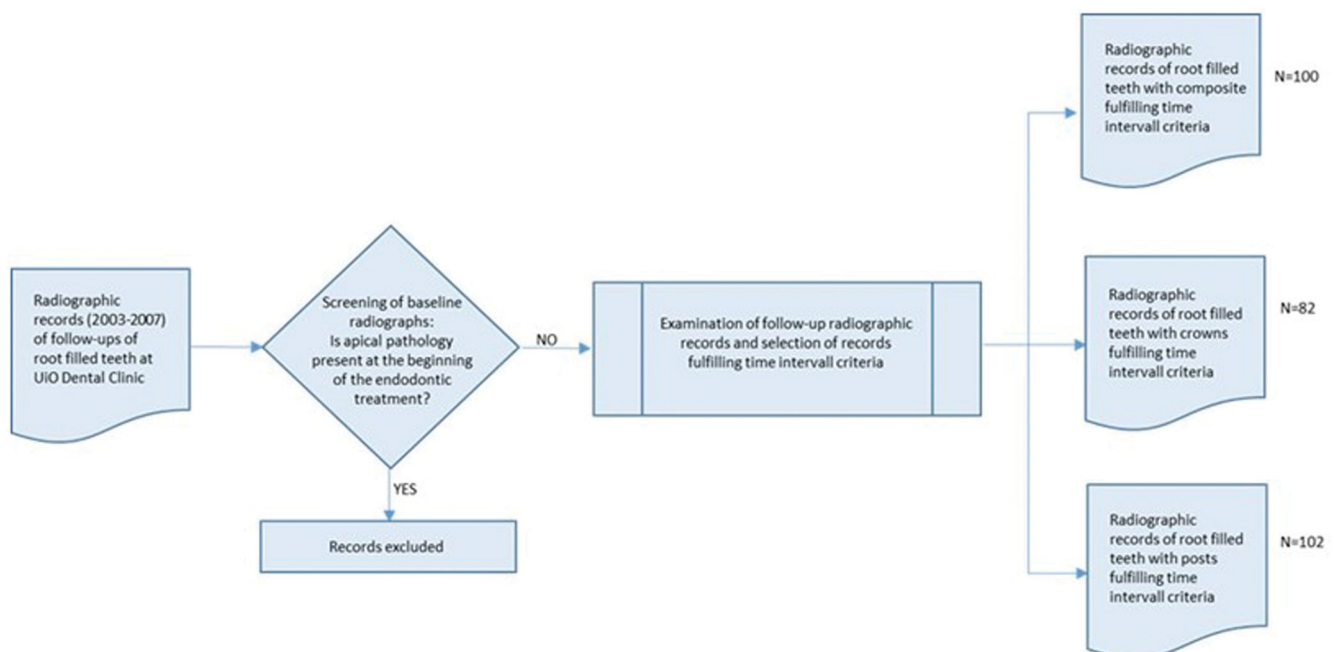 Radiographic
records (2003-2007)
of follow-ups of
root filled teeth at
UiO Dental Clinic
Screening of baseline
radiographs:
Is apical pathology
present at the beginning
of the endodontic
treatment?
NO
YES
Records excluded
Examination of follow-up radiographic
records and selection of records
fulfilling time intervall criteria
Radiographic
records of root filled
teeth with composite
fulfilling time
intervall criteria
N=100
Radiographic
records of root filled
teeth with crowns
fulfilling time
intervall criteria
N=82
Radiographic
records of root filled
teeth with posts
fulfilling time
intervall criteria
N=102